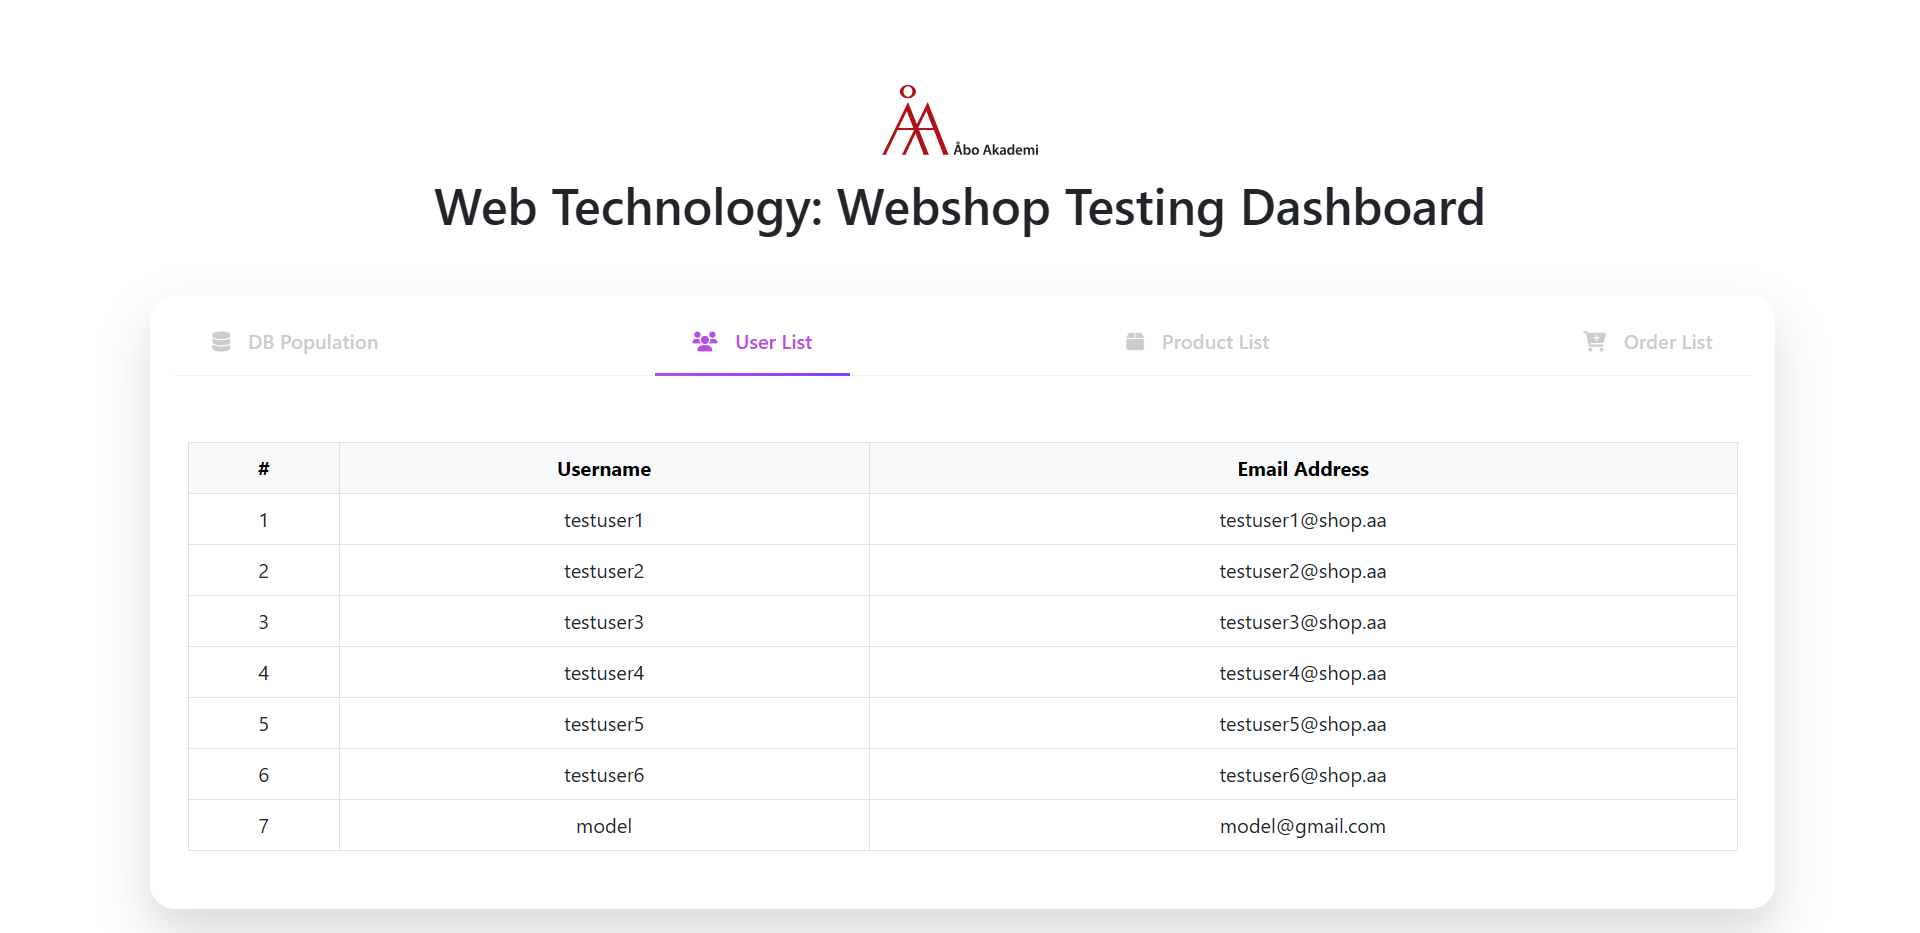 Åbo Akademi
Web Technology: Webshop Testing Dashboard
DB Population User List Product List Order List
# Username Email Address
1 testuser1 testuser1@shop.aa
2 testuser2 testuser2@shop.aa
3 testuser3 testuser3@shop.aa
4 testuser4 testuser4@shop.aa
5 testuser5 testuser5@shop.aa
6 testuser6 testuser6@shop.aa
7 model model@gmail.com